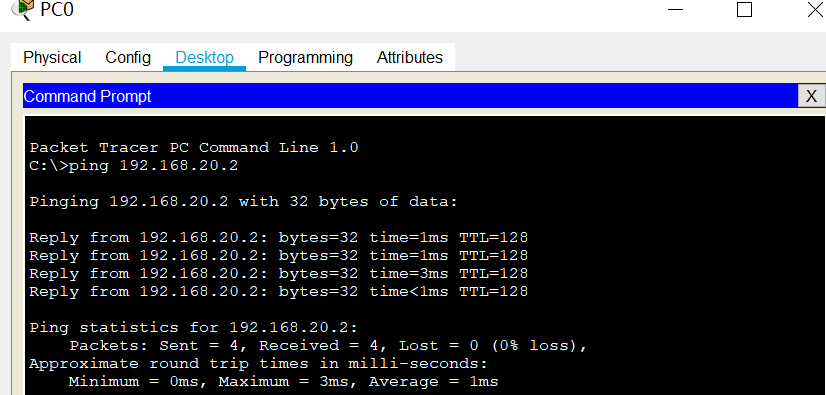 PC0
Physical Config Desktop Programming Attributes
Command Prompt
X
Packet Tracer PC Command Line 1.0
C:\>ping 192.168.20.2
Pinging 192.168.20.2 with 32 bytes of data:
Reply from 192.168.20.2: bytes=32 time=1ms TTL=128
Reply from 192.168.20.2: bytes=32 time=1ms TTL=128
Reply from 192.168.20.2: bytes=32 time=3ms TTL=128
Reply from 192.168.20.2: bytes=32 time<1ms TTL=128
Ping statistics for 192.168.20.2:
Packets: Sent = 4, Received = 4, Lost = 0 (0% loss),
Approximate round trip times in milli-seconds:
Minimum = 0ms, Maximum = 3ms, Average = 1ms